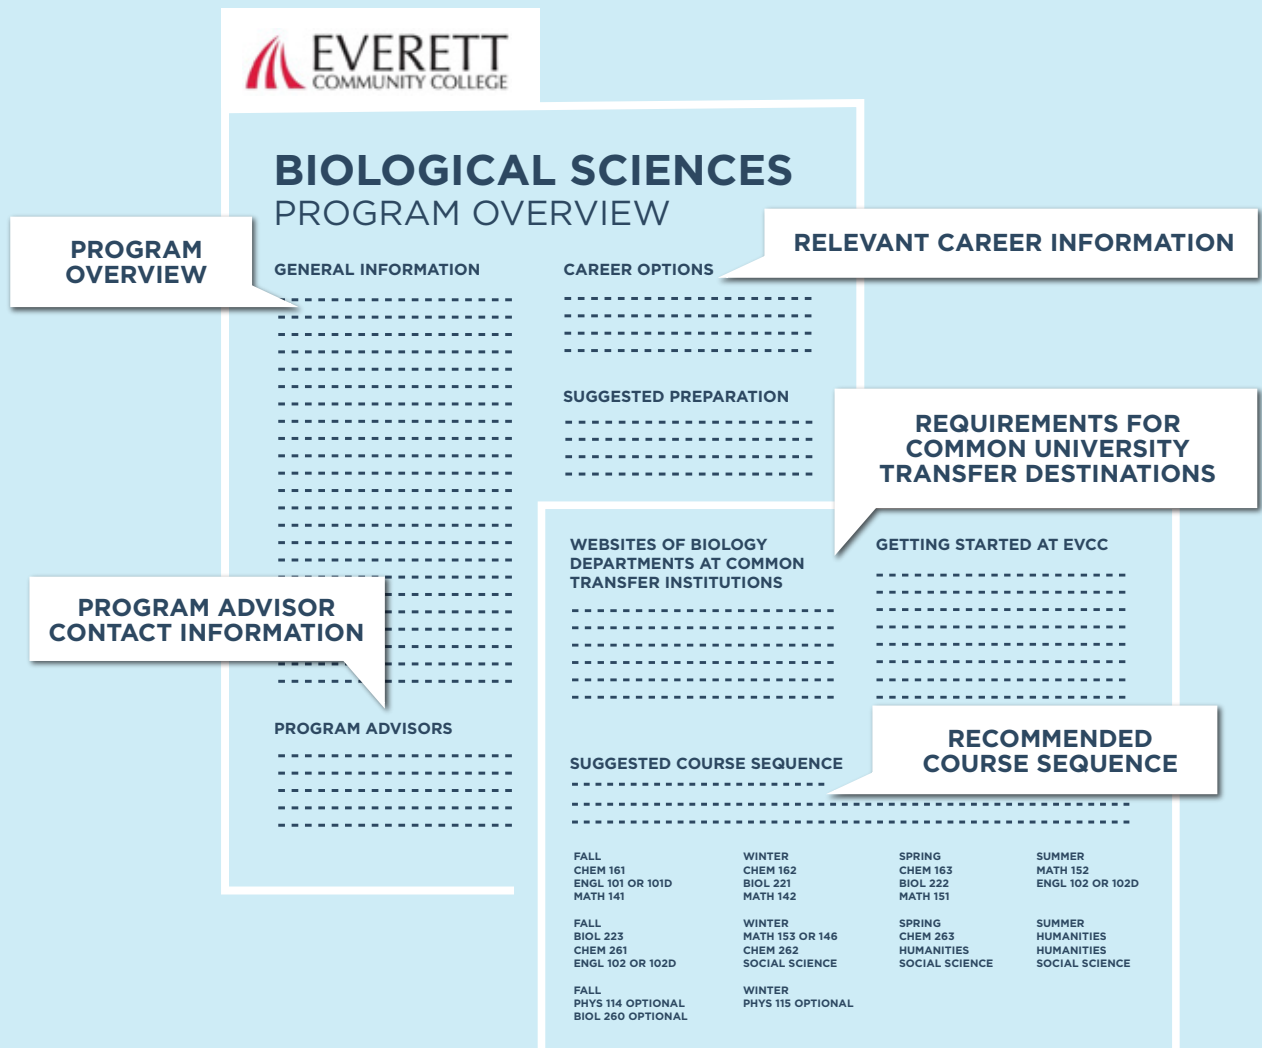 EVERETT
COMMUNITY COLLEGE
BIOLOGICAL SCIENCES
PROGRAM OVERVIEW
PROGRAM
OVERVIEW
RELEVANT CAREER INFORMATION
GENERAL INFORMATION
CAREER OPTIONS
SUGGESTED PREPARATION
REQUIREMENTS FOR
COMMON UNIVERSITY
TRANSFER DESTINATIONS
WEBSITES OF BIOLOGY
DEPARTMENTS AT COMMON
TRANSFER INSTITUTIONS
GETTING STARTED AT EVCC
PROGRAM ADVISOR
CONTACT INFORMATION
PROGRAM ADVISORS
RECOMMENDED
COURSE SEQUENCE
SUGGESTED COURSE SEQUENCE
FALL
CHEM 161
ENGL 101 OR 101D
MATH 141
WINTER
CHEM 162
BIOL 221
MATH 142
SPRING
CHEM 163
BIOL 222
MATH 151
SUMMER
MATH 152
ENGL 102 OR 102D
FALL
BIOL 223
CHEM 261
ENGL 102 OR 102D
WINTER
MATH 153 OR 146
CHEM 262
SOCIAL SCIENCE
SPRING
CHEM 263
HUMANITIES
SOCIAL SCIENCE
SUMMER
HUMANITIES
HUMANITIES
SOCIAL SCIENCE
FALL
PHYS 114 OPTIONAL
BIOL 260 OPTIONAL
WINTER
PHYS 115 OPTIONAL